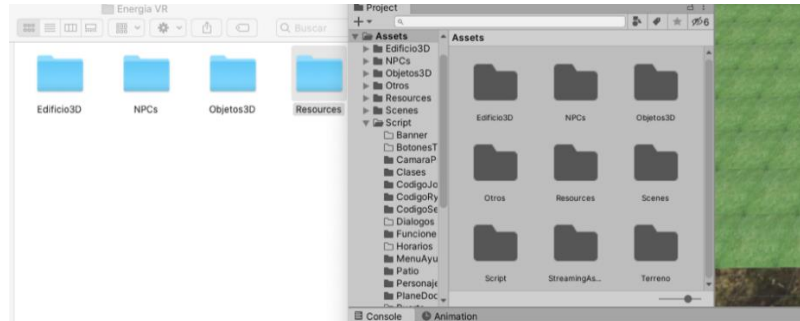 Energia VR
Buscar
Edificio3D
NPCs
Objetos3D
Resources
Project
6
Assets
Edificio3D
NPCs
Objetos3D
Otros
Resources
Scenes
Script
Banner
BotonesT
CamaraP
Clases
CodigoJo
CodigoRy
CodigoSe
Dialogos
Funcione
Horarios
MenuAyu
Patio
Personaje
PlaneDoc
Assets
Edificio3D
NPCs
Objetos3D
Otros
Resources
Scenes
Script
StreamingAs...
Terreno
Console
Animation